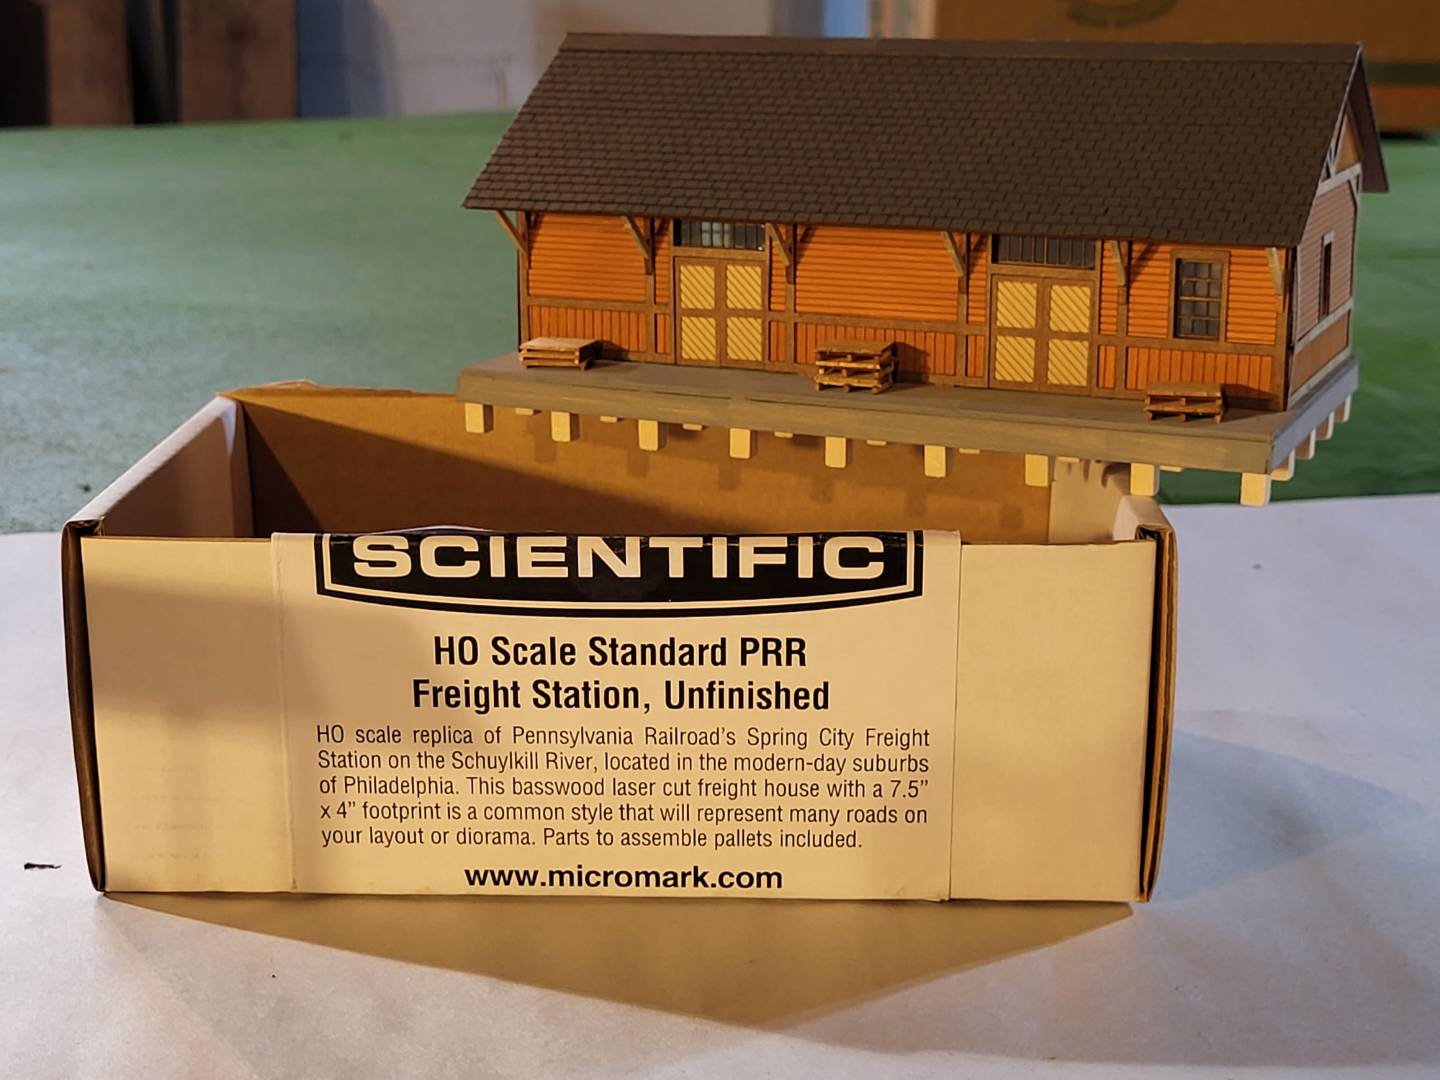 SCIENTIFIC
HO Scale Standard PRR
Freight Station, Unfinished
HO scale replica of Pennsylvania Railroad's Spring City Freight
Station on the Schuylkill River, located in the modern-day suburbs
of Philadelphia. This basswood laser cut freight house with a 7.5”
x 4” footprint is a common style that will represent many roads on
your layout or diorama. Parts to assemble pallets included.
www.micromark.com